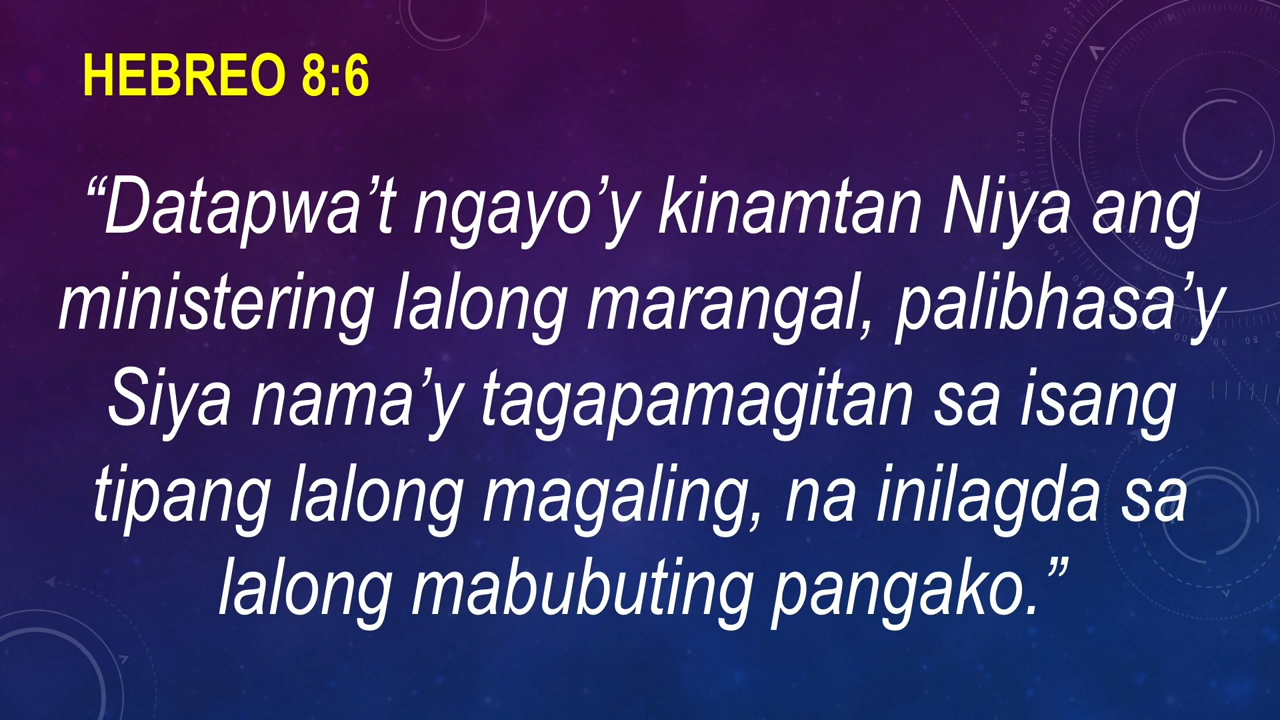 HEBREO 8:6
“Datapwa’t ngayo’y kinamtan Niya ang
ministering lalong marangal, palibhasa’y
Siya nama’y tagapamagitan sa isang
tipang lalong magaling, na inilagda sa
lalong mabubuting pangako.”